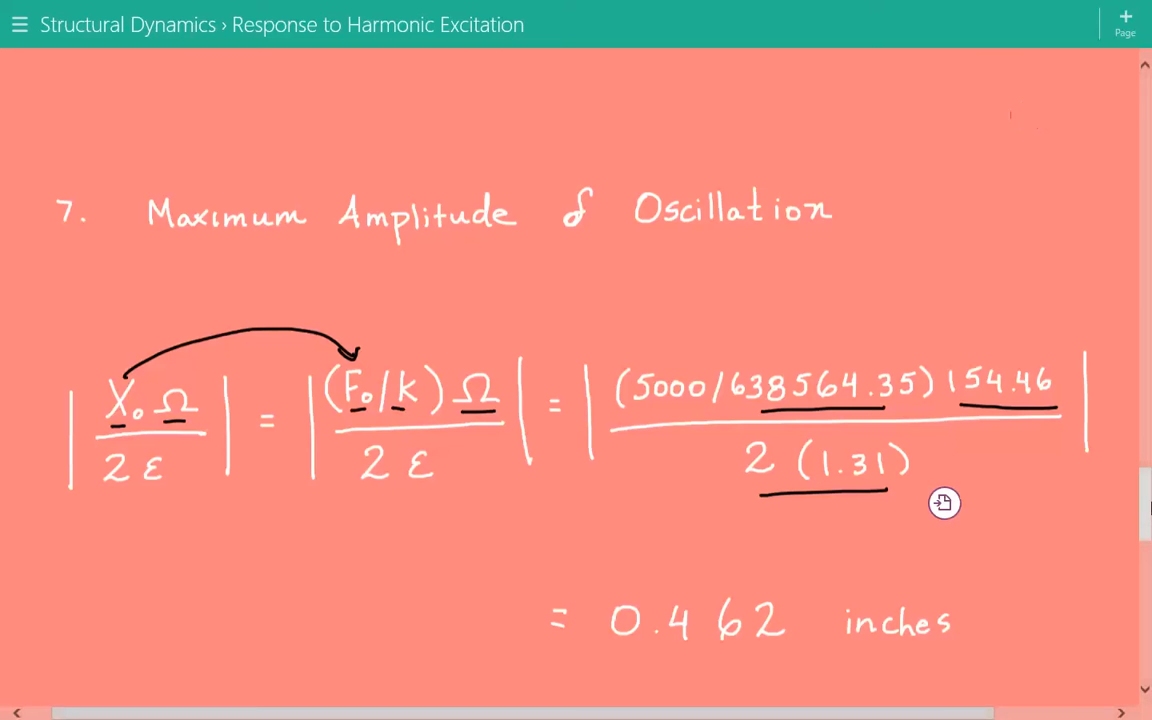 Structural Dynamics › Response to Harmonic Excitation
+ Page
7. Maximum Amplitude of Oscillation
| X₀ Ω / 2 ε | = | (F₀/k) Ω / 2 ε | = | (5000/638564.35) 154.46 / 2 (1.31) |
= 0.462 inches